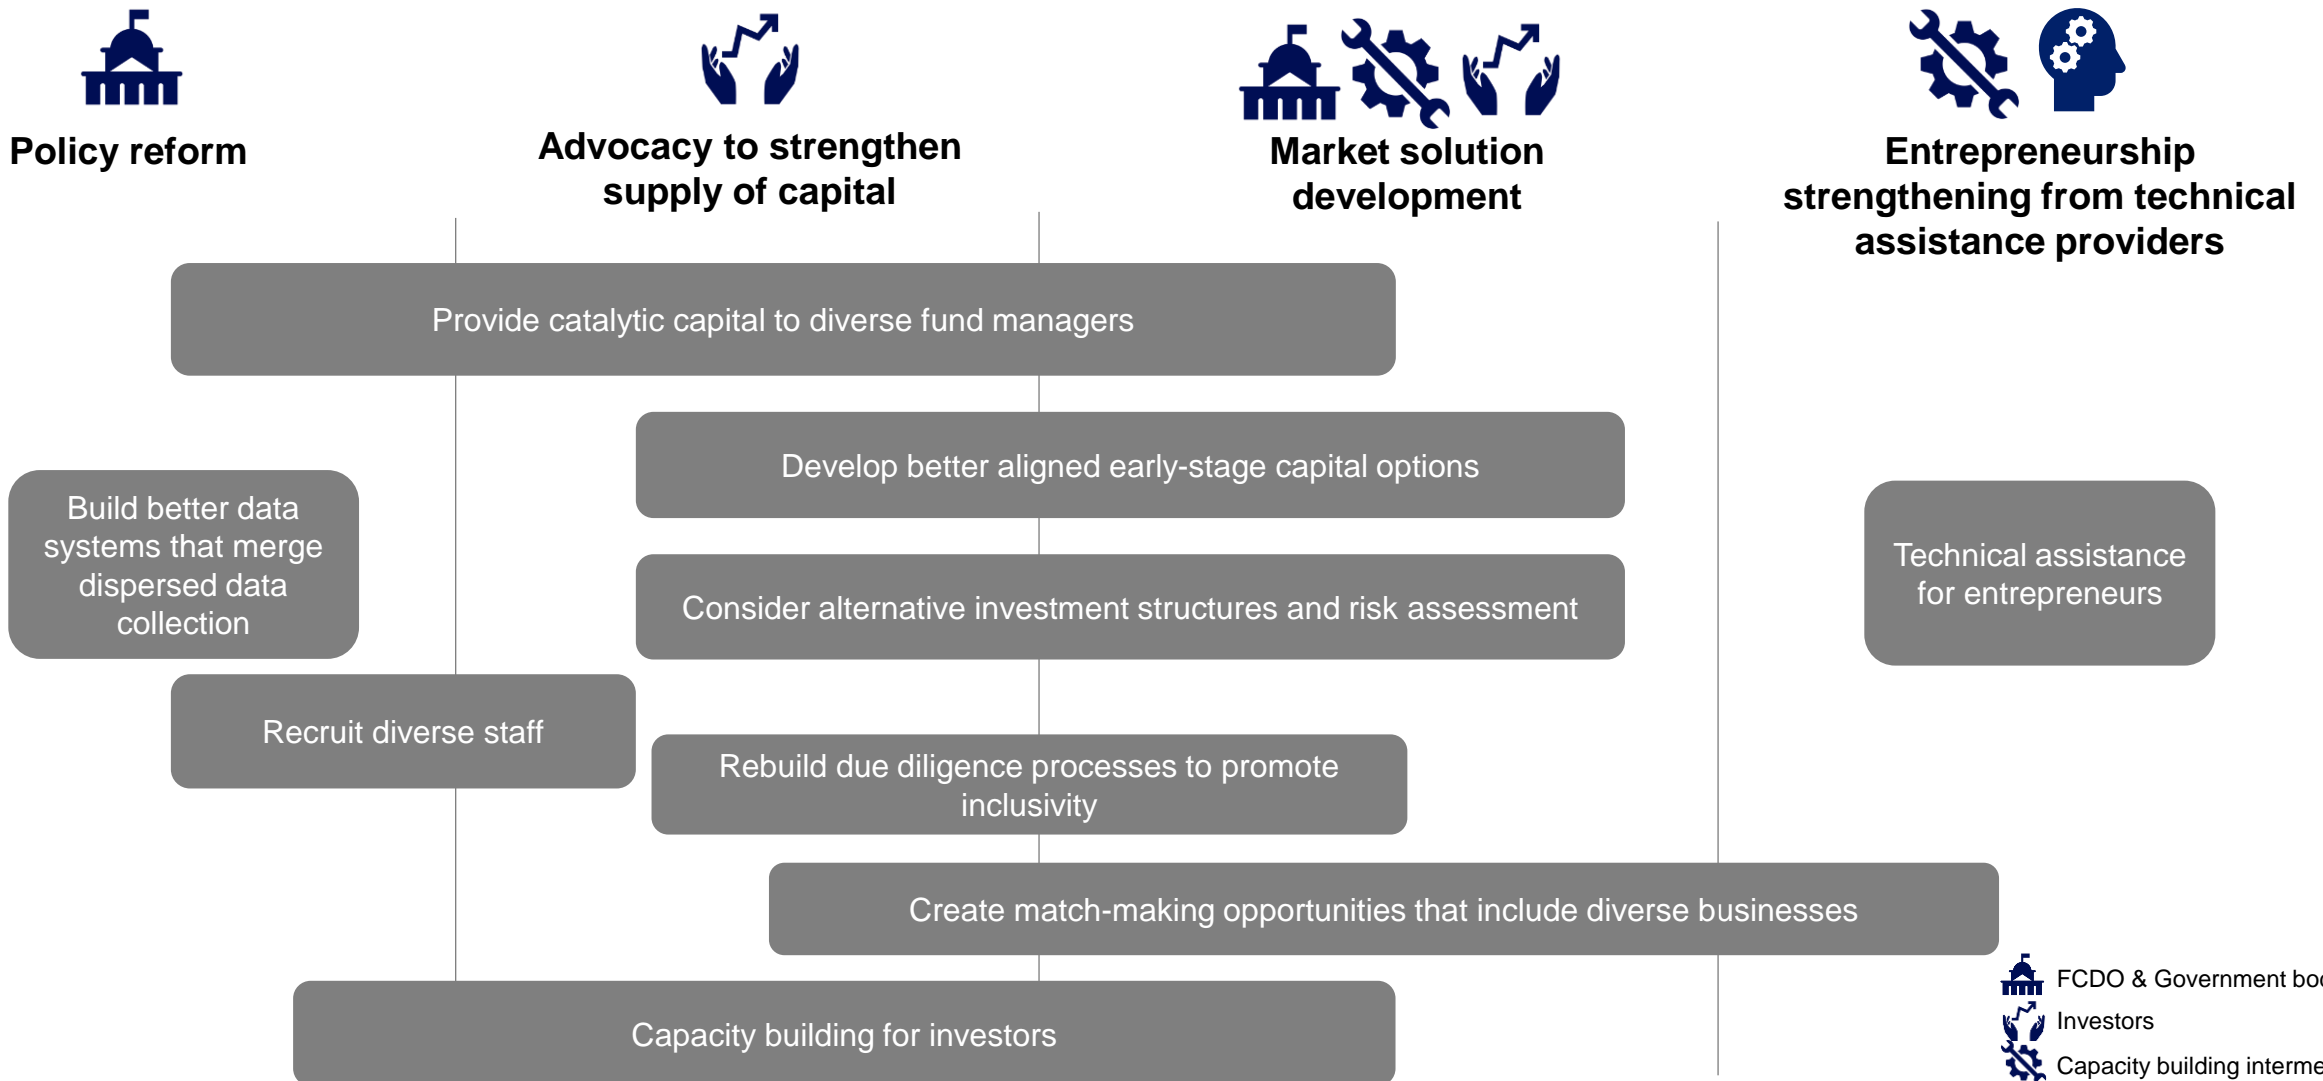 Policy reform
Advocacy to strengthen
supply of capital
Market solution
development
Entrepreneurship
strengthening from technical
assistance providers
Provide catalytic capital to diverse fund managers
Develop better aligned early-stage capital options
Build better data
systems that merge
dispersed data
collection
Technical assistance
for entrepreneurs
Consider alternative investment structures and risk assessment
Recruit diverse staff
Rebuild due diligence processes to promote
inclusivity
Create match-making opportunities that include diverse businesses
Capacity building for investors
FCDO & Government
Investors
Capacity building